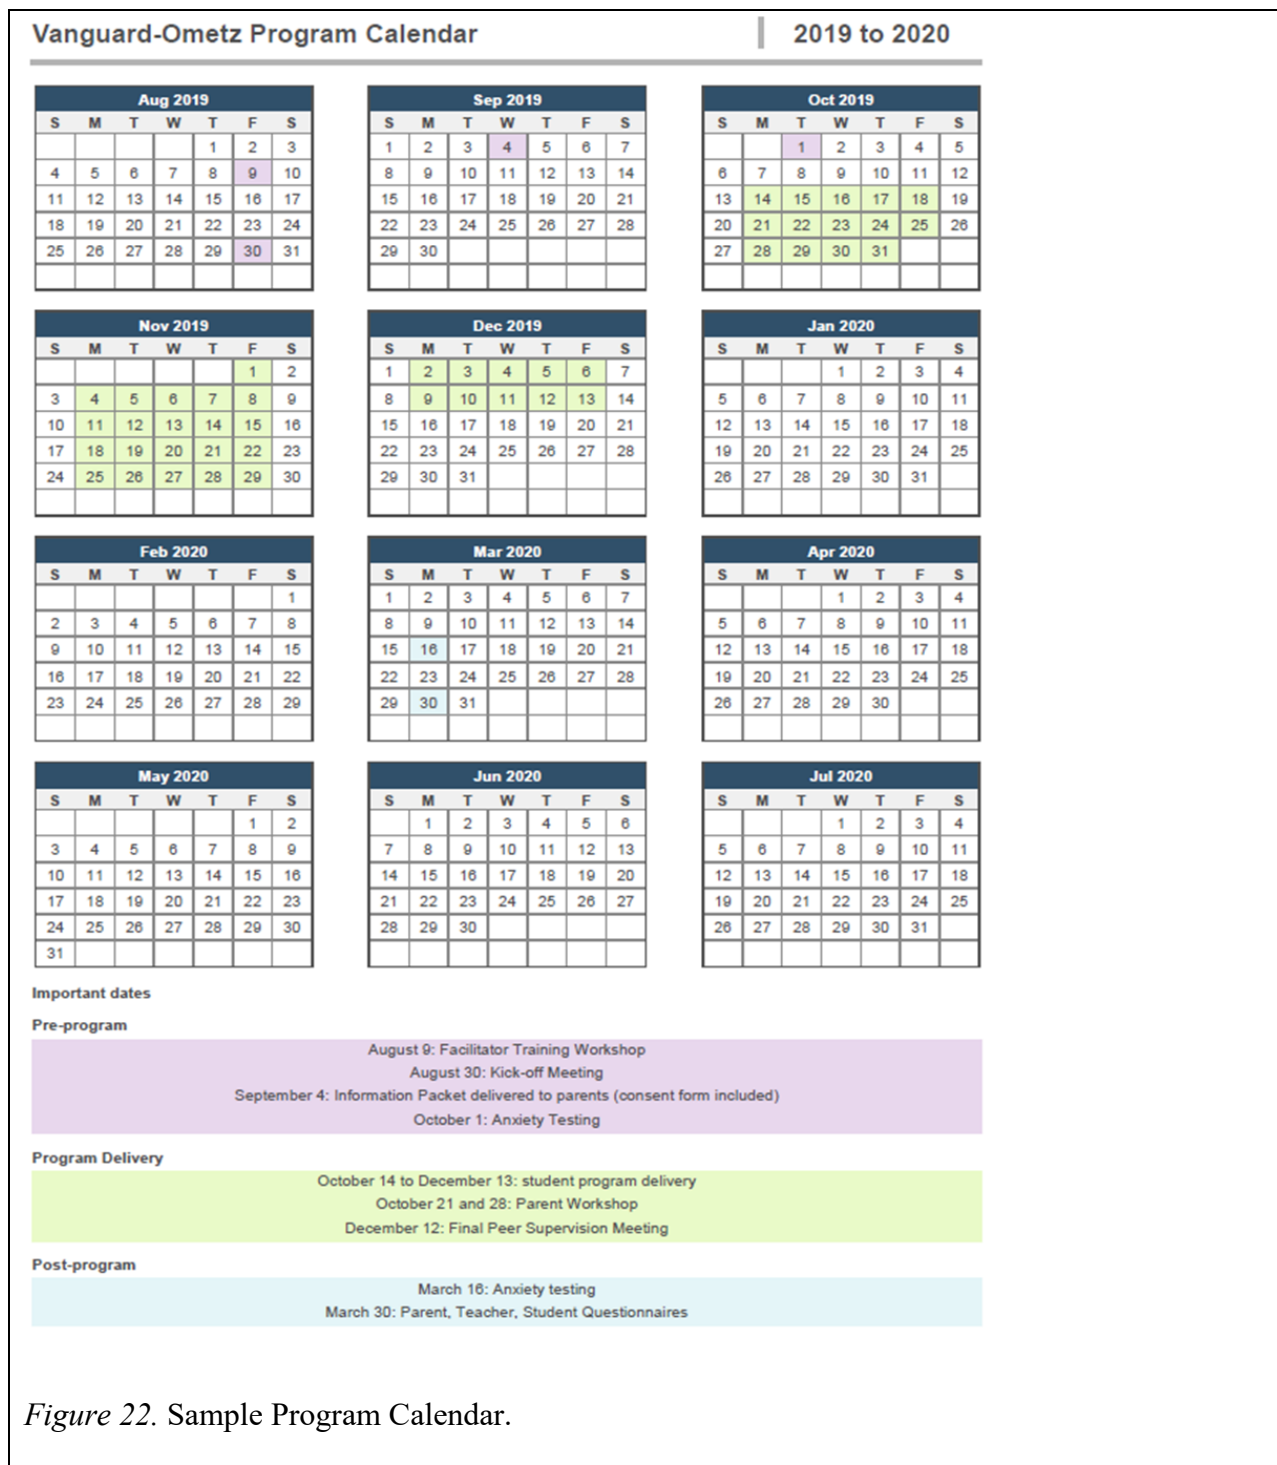 Vanguard-Ometz Program Calendar | 2019 to 2020
Aug 2019
S M T W T F S
1 2 3
4 5 6 7 8 9 10
11 12 13 14 15 16 17
18 19 20 21 22 23 24
25 26 27 28 29 30 31
Sep 2019
S M T W T F S
1 2 3 4 5 6 7
8 9 10 11 12 13 14
15 16 17 18 19 20 21
22 23 24 25 26 27 28
29 30
Oct 2019
S M T W T F S
1 2 3 4 5
6 7 8 9 10 11 12
13 14 15 16 17 18 19
20 21 22 23 24 25 26
27 28 29 30 31
Nov 2019
S M T W T F S
1 2
3 4 5 6 7 8 9
10 11 12 13 14 15 16
17 18 19 20 21 22 23
24 25 26 27 28 29 30
Dec 2019
S M T W T F S
1 2 3 4 5 6 7
8 9 10 11 12 13 14
15 16 17 18 19 20 21
22 23 24 25 26 27 28
29 30 31
Jan 2020
S M T W T F S
1 2 3 4
5 6 7 8 9 10 11
12 13 14 15 16 17 18
19 20 21 22 23 24 25
26 27 28 29 30 31
Feb 2020
S M T W T F S
1
2 3 4 5 6 7 8
9 10 11 12 13 14 15
16 17 18 19 20 21 22
23 24 25 26 27 28 29
Mar 2020
S M T W T F S
1 2 3 4 5 6 7
8 9 10 11 12 13 14
15 16 17 18 19 20 21
22 23 24 25 26 27 28
29 30 31
Apr 2020
S M T W T F S
1 2 3 4
5 6 7 8 9 10 11
12 13 14 15 16 17 18
19 20 21 22 23 24 25
26 27 28 29 30
May 2020
S M T W T F S
1 2
3 4 5 6 7 8 9
10 11 12 13 14 15 16
17 18 19 20 21 22 23
24 25 26 27 28 29 30
31
Jun 2020
S M T W T F S
1 2 3 4 5 6
7 8 9 10 11 12 13
14 15 16 17 18 19 20
21 22 23 24 25 26 27
28 29 30
Jul 2020
S M T W T F S
1 2 3 4
5 6 7 8 9 10 11
12 13 14 15 16 17 18
19 20 21 22 23 24 25
26 27 28 29 30 31
Important dates
Pre-program
August 9: Facilitator Training Workshop
August 30: Kick-off Meeting
September 4: Information Packet delivered to parents (consent form included)
October 1: Anxiety Testing
Program Delivery
October 14 to December 13: student program delivery
October 21 and 28: Parent Workshop
December 12: Final Peer Supervision Meeting
Post-program
March 16: Anxiety testing
March 30: Parent, Teacher, Student Questionnaires
Figure 22. Sample Program Calendar.